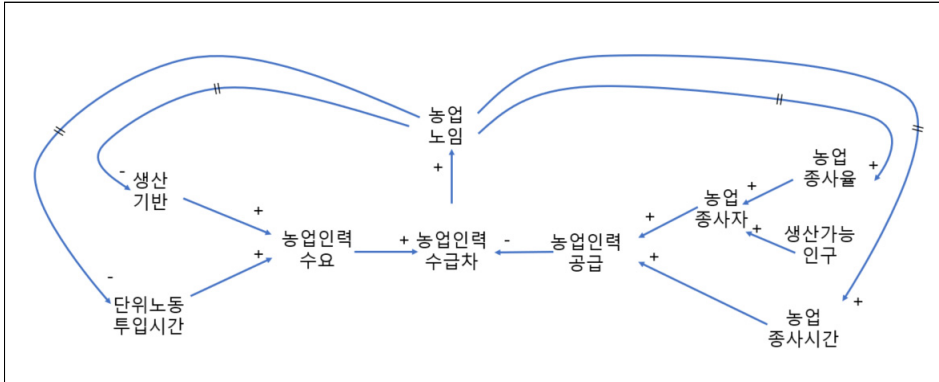 농업
노임
+
-
생산
기반
+
농업인력
수요
+
-
단위노동
투입시간
+
농업인력
수급차
-
농업인력
공급
+
+
농업
종사자
+
+
농업
종사율
+
생산가능
인구
+
농업
종사시간